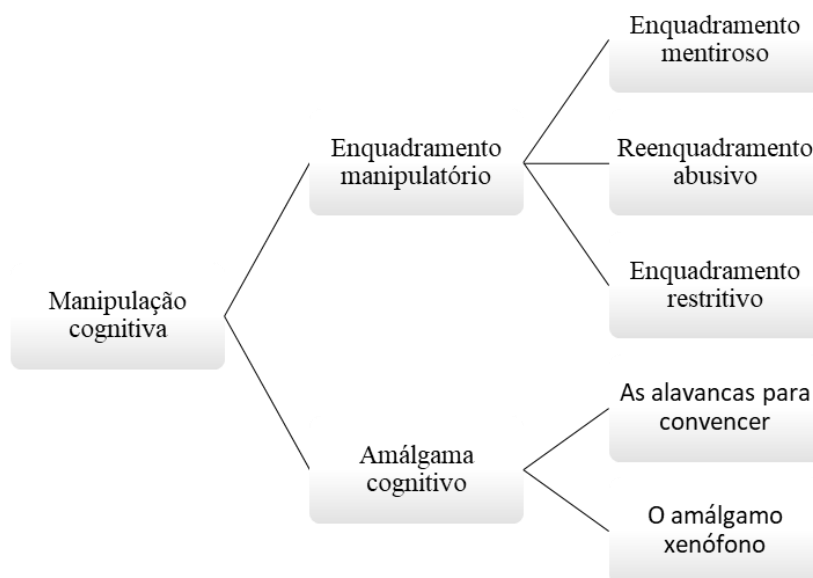 Enquadramento
mentiroso
Enquadramento
manipulatório
Reenquadramento
abusivo
Enquadramento
restritivo
Manipulação
cognitiva
As alavancas para
convencer
Amálgama
cognitivo
O amálgamo
xenófono